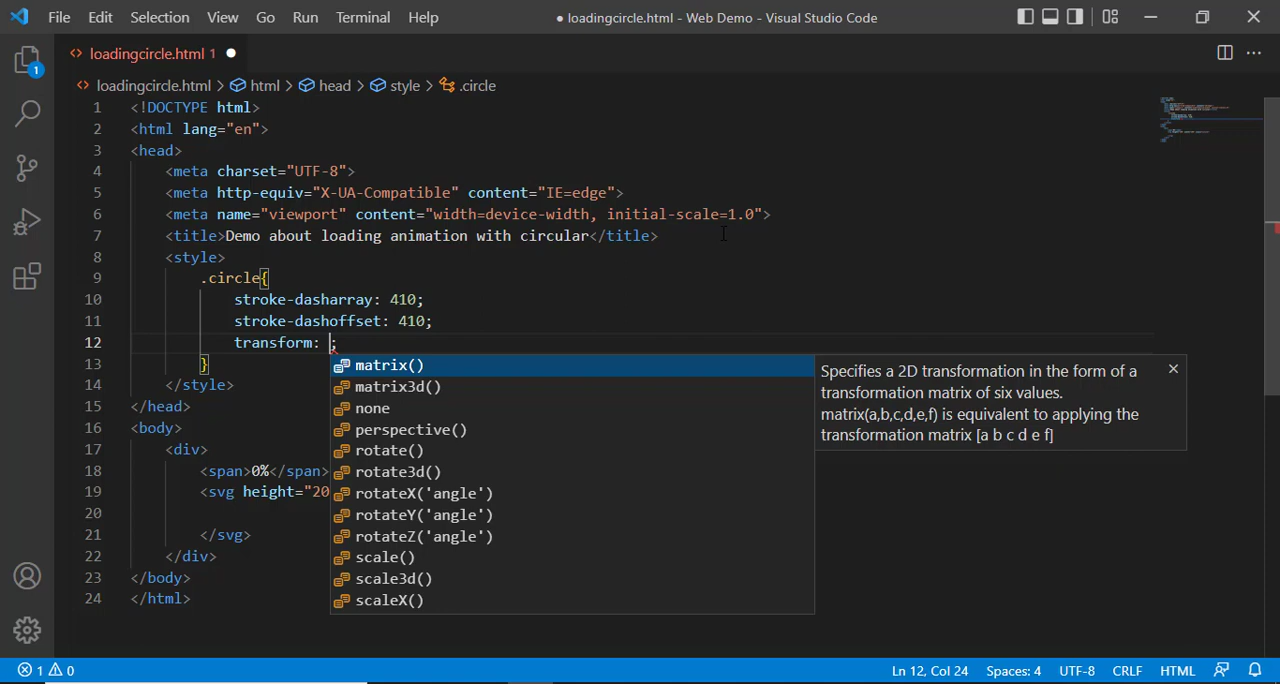 File Edit Selection View Go Run Terminal Help ● loadingcircle.html - Web Demo - Visual Studio Code
<> loadingcircle.html 1 ●
1
<> loadingcircle.html > html > head > style > .circle
1 <!DOCTYPE html>
2 <html lang="en">
3 <head>
4 <meta charset="UTF-8">
5 <meta http-equiv="X-UA-Compatible" content="IE=edge">
6 <meta name="viewport" content="width=device-width, initial-scale=1.0">
7 <title>Demo about loading animation with circular</title>
8 <style>
9 .circle{
10 stroke-dasharray: 410;
11 stroke-dashoffset: 410;
12 transform: ;
13 }
14 </style>
15 </head>
16 <body>
17 <div>
18 <span>0%</span>
19 <svg height="20
20
21 </svg>
22 </div>
23 </body>
24 </html>
matrix()
matrix3d()
none
perspective()
rotate()
rotate3d()
rotateX('angle')
rotateY('angle')
rotateZ('angle')
scale()
scale3d()
scaleX()
Specifies a 2D transformation in the form of a
transformation matrix of six values.
matrix(a,b,c,d,e,f) is equivalent to applying the
transformation matrix [a b c d e f]
1 0 Ln 12, Col 24 Spaces: 4 UTF-8 CRLF HTML